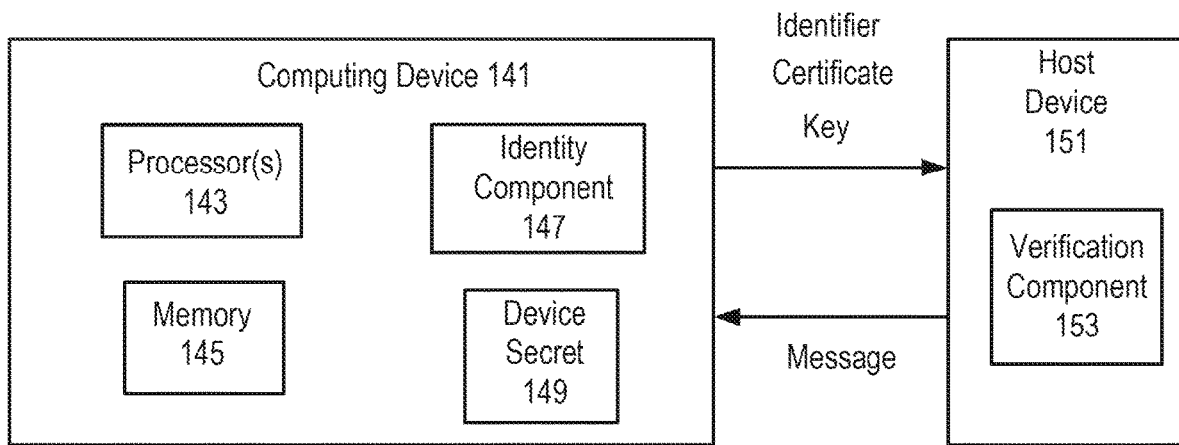 Computing Device 141
Processor(s)
143
Identity
Component
147
Memory
145
Device
Secret
149
Identifier
Certificate
Key
Message
Host
Device
151
Verification
Component
153